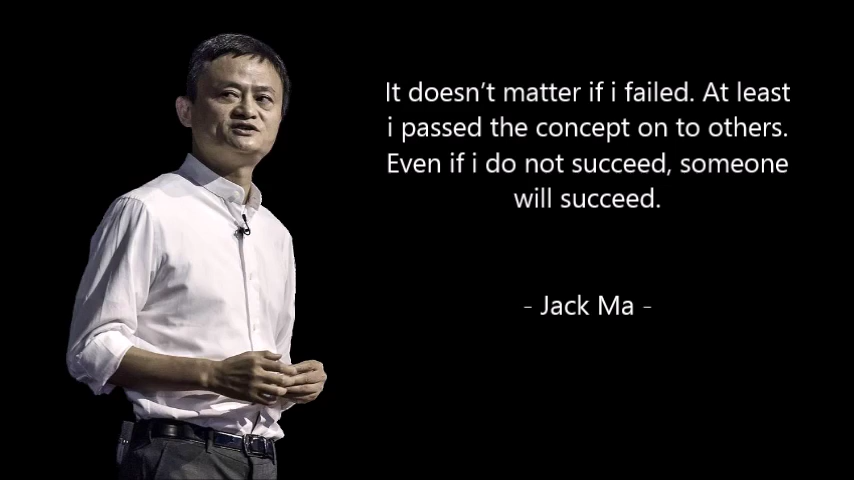 It doesn’t matter if i failed. At least
i passed the concept on to others.
Even if i do not succeed, someone
will succeed.
- Jack Ma -